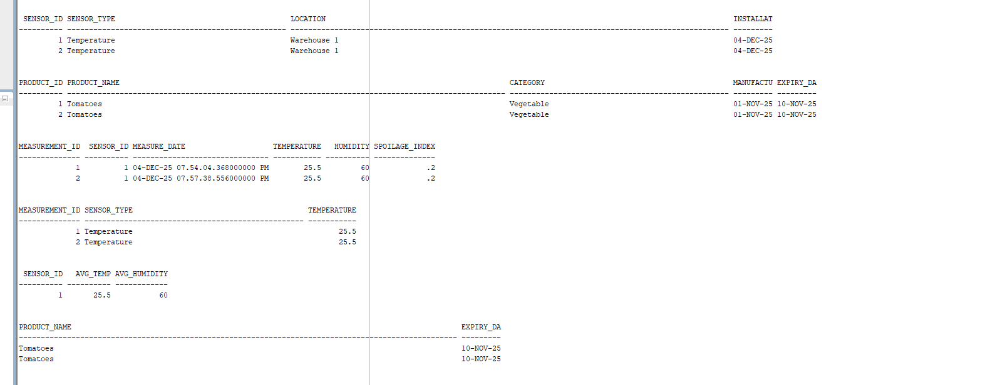 SENSOR_ID SENSOR_TYPE LOCATION INSTALLAT
---------- -------------------------------------------------- ---------------------------------------------------------------------------------------------------- ---------
1 Temperature Warehouse 1 04-DEC-25
2 Temperature Warehouse 1 04-DEC-25
PRODUCT_ID PRODUCT_NAME CATEGORY MANUFACTU EXPIRY_DA
---------- ---------------------------------------------------------------------------------------------------- -------------------------------------------------- --------- ---------
1 Tomatoes Vegetable 01-NOV-25 10-NOV-25
2 Tomatoes Vegetable 01-NOV-25 10-NOV-25
MEASUREMENT_ID SENSOR_ID MEASURE_DATE TEMPERATURE HUMIDITY SPOILAGE_INDEX
-------------- ---------- ------------------------------- ----------- ---------- --------------
1 1 04-DEC-25 07.54.04.368000000 PM 25.5 60 .2
2 1 04-DEC-25 07.57.38.556000000 PM 25.5 60 .2
MEASUREMENT_ID SENSOR_TYPE TEMPERATURE
-------------- -------------------------------------------------- -----------
1 Temperature 25.5
2 Temperature 25.5
SENSOR_ID AVG_TEMP AVG_HUMIDITY
---------- ---------- ------------
1 25.5 60
PRODUCT_NAME EXPIRY_DA
---------------------------------------------------------------------------------------------------- ---------
Tomatoes 10-NOV-25
Tomatoes 10-NOV-25